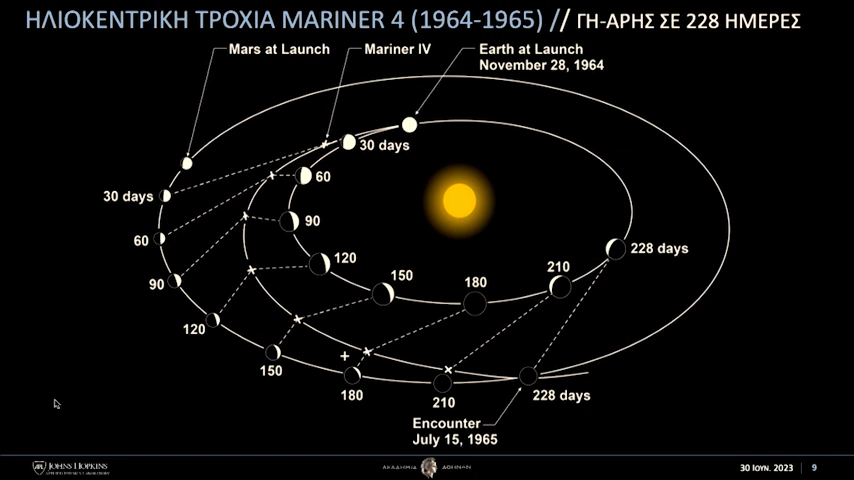 ΗΛΙΟΚΕΝΤΡΙΚΗ ΤΡΟΧΙΑ MARINER 4 (1964-1965) // ΓΗ-ΑΡΗΣ ΣΕ 228 ΗΜΕΡΕΣ
Mars at Launch
Mariner IV
Earth at Launch
November 28, 1964
30 days
60
30 days
90
60
228 days
120
210
90
150
180
120
150
180
210
228 days
Encounter
July 15, 1965
JOHNS HOPKINS
ΑΚΑΔΗΜΙΑ ΑΘΗΝΩΝ
30 ΙΟΥΝ. 2023
9